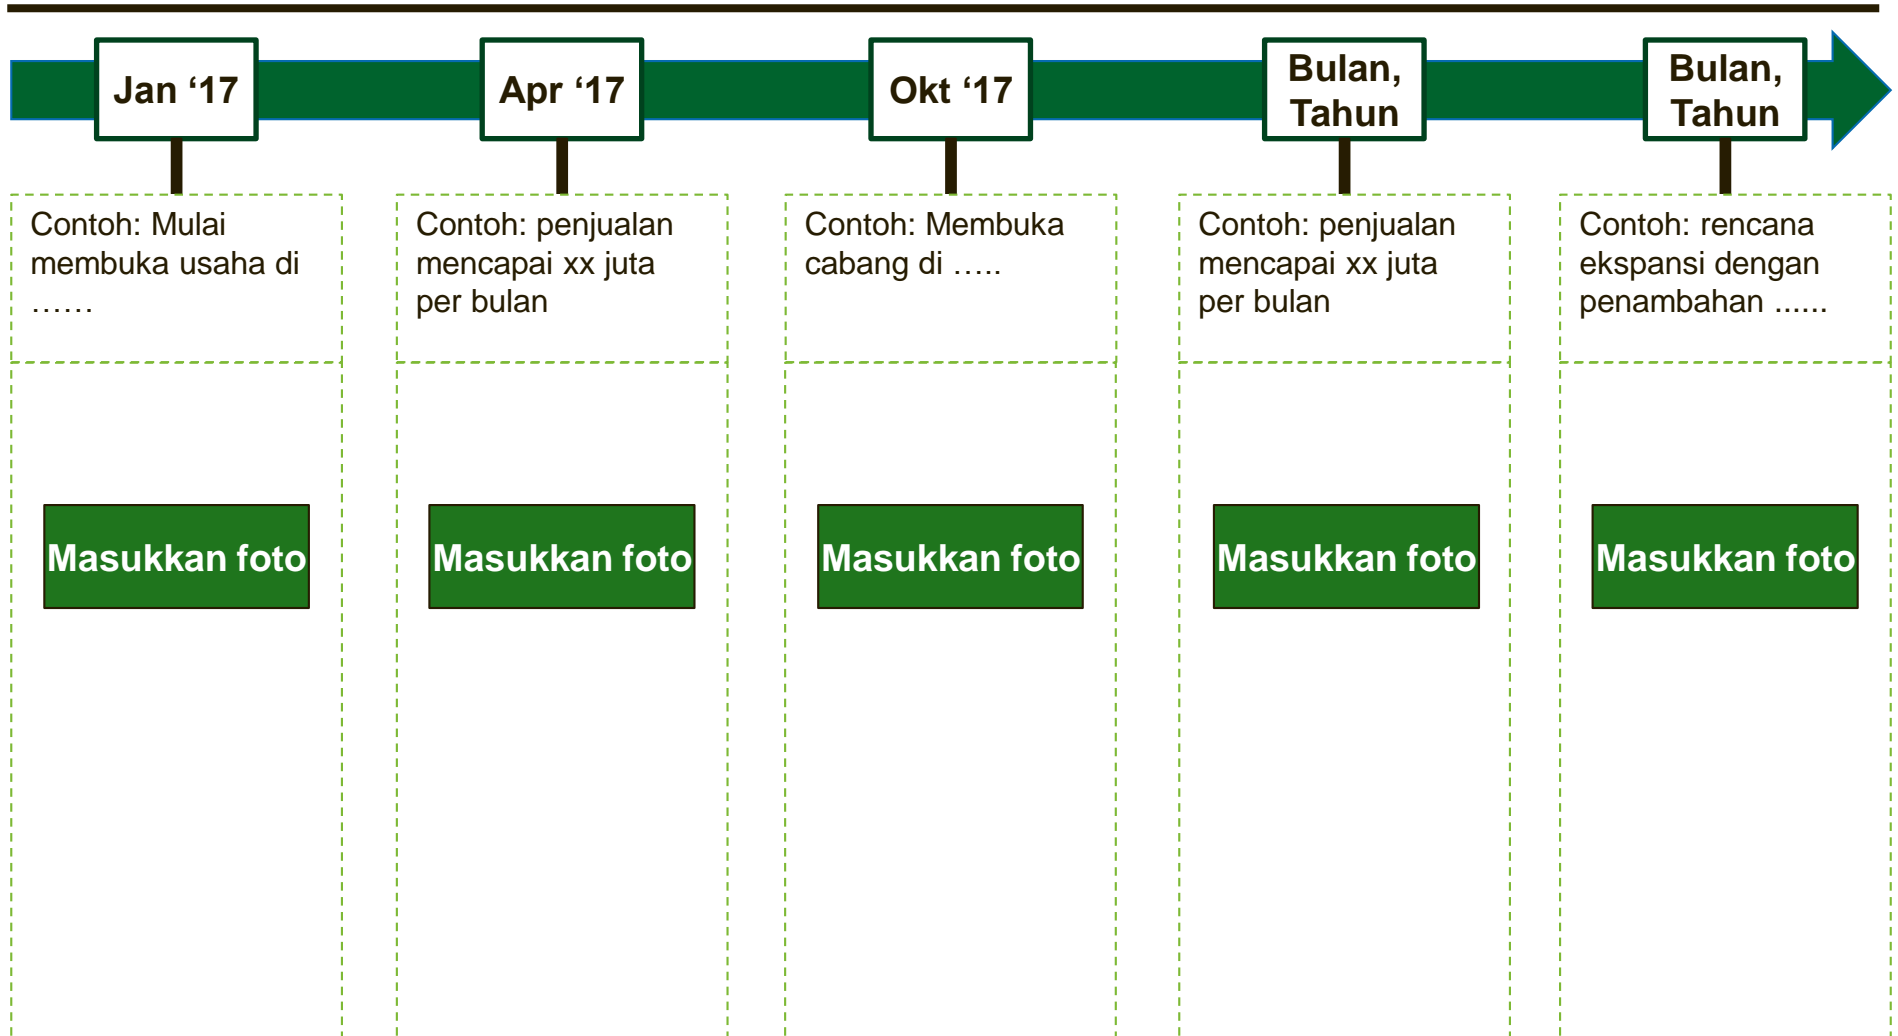 Jan ‘17
Apr ‘17
Okt ‘17
Bulan,
Tahun
Bulan,
Tahun
Contoh: Mulai
membuka usaha di
……
Contoh: penjualan
mencapai xx juta
per bulan
Contoh: Membuka
cabang di …..
Contoh: penjualan
mencapai xx juta
per bulan
Contoh: rencana
ekspansi dengan
penambahan ......
Masukkan foto
Masukkan foto
Masukkan foto
Masukkan foto
Masukkan foto